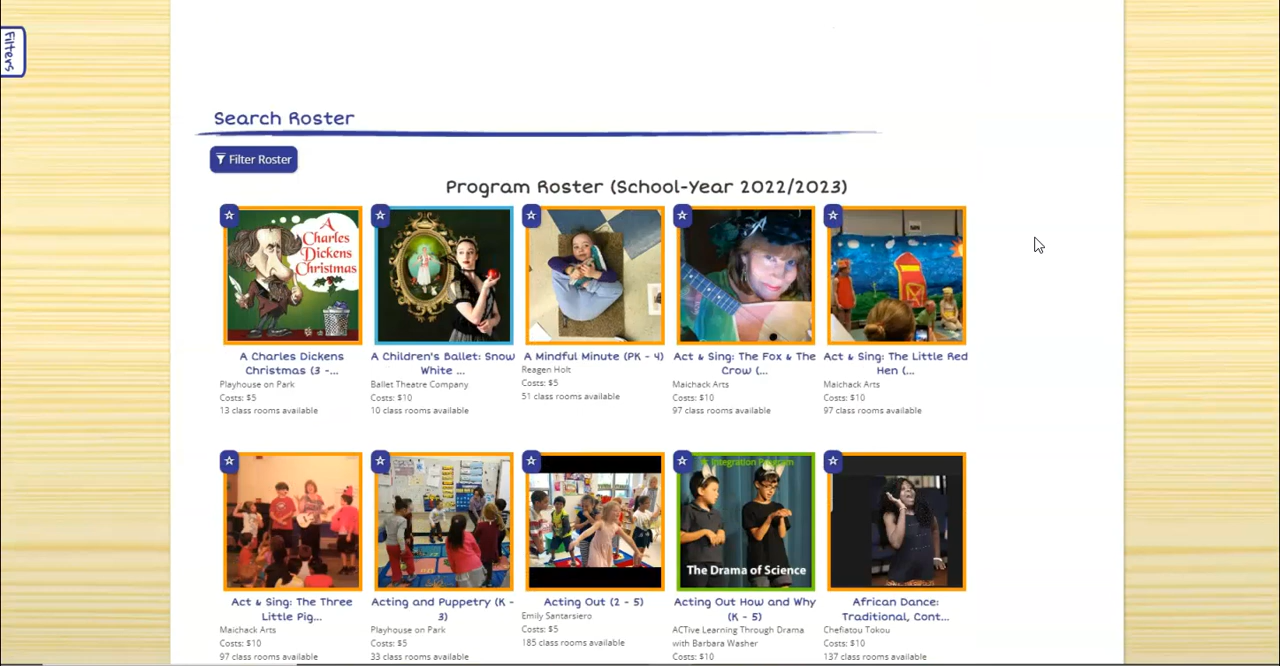 Filters
Search Roster
Filter Roster
Program Roster (School-Year 2022/2023)
A
Charles
Dickens
Christmas
A Charles Dickens
Christmas (3 -...
Playhouse on Park
Costs: $5
13 class rooms available
A Children's Ballet: Snow
White ...
Ballet Theatre Company
Costs: $10
10 class rooms available
A Mindful Minute (PK - 4)
Reagen Holt
Costs: $5
51 class rooms available
Act & Sing: The Fox & The
Crow (...
Maichack Arts
Costs: $10
97 class rooms available
Act & Sing: The Little Red
Hen (...
Maichack Arts
Costs: $10
97 class rooms available
Act & Sing: The Three
Little Pig...
Maichack Arts
Costs: $10
97 class rooms available
Acting and Puppetry (K -
3)
Playhouse on Park
Costs: $5
33 class rooms available
Acting Out (2 - 5)
Emily Santarsiero
Costs: $5
185 class rooms available
Integration Program
The Drama of Science
Acting Out How and Why
(K - 5)
ACTive Learning Through Drama
with Barbara Washer
Costs: $10
African Dance:
Traditional, Cont...
Chefiatou Tokou
Costs: $10
137 class rooms available